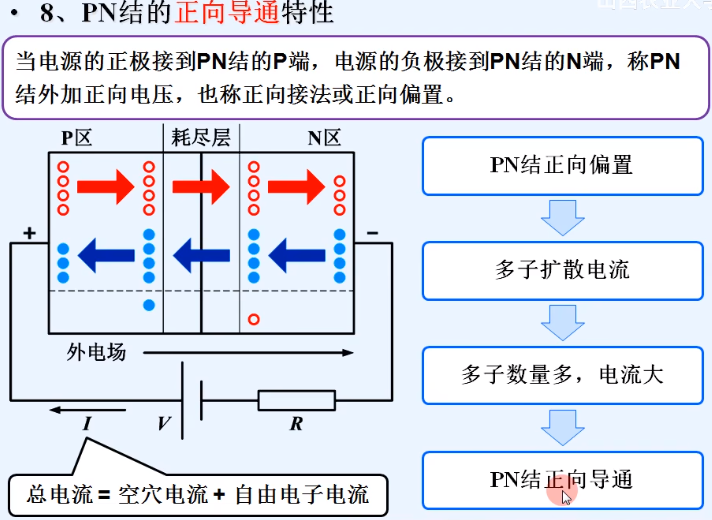 • 8、PN结的正向导通特性
当电源的正极接到PN结的P端，电源的负极接到PN结的N端，称PN
结外加正向电压，也称正向接法或正向偏置。
P区 耗尽层 N区
+ −
外电场
I V R
总电流 = 空穴电流 + 自由电子电流
PN结正向偏置
多子扩散电流
多子数量多，电流大
PN结正向导通